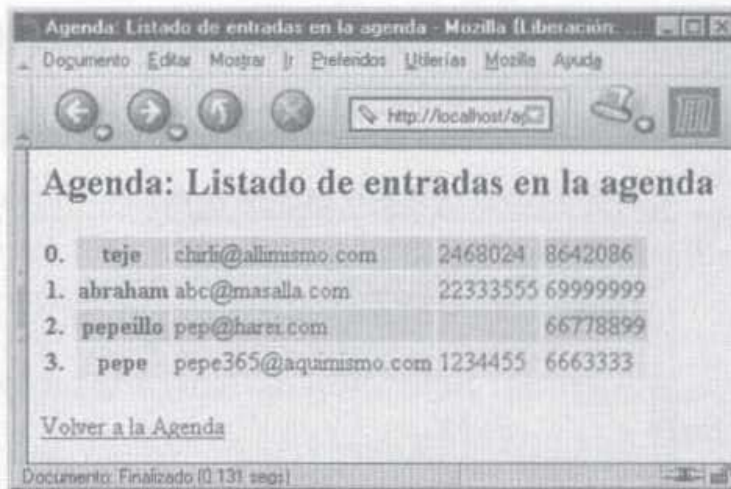 Agenda: Listado de entradas en la agenda - Mozilla {Liberación: ...
Documento Editar Mostrar Ir Preferidos Utilerías Mozilla Ayuda
http://localhost/ag
Agenda: Listado de entradas en la agenda
0. teje chirli@allimismo.com 2468024 8642086
1. abraham abc@masalla.com 22333555 69999999
2. pepeillo pep@harei.com 66778899
3. pepe pepe365@aquimismo.com 1234455 6663333
Volver a la Agenda
Documento: Finalizado (0.131 segs)